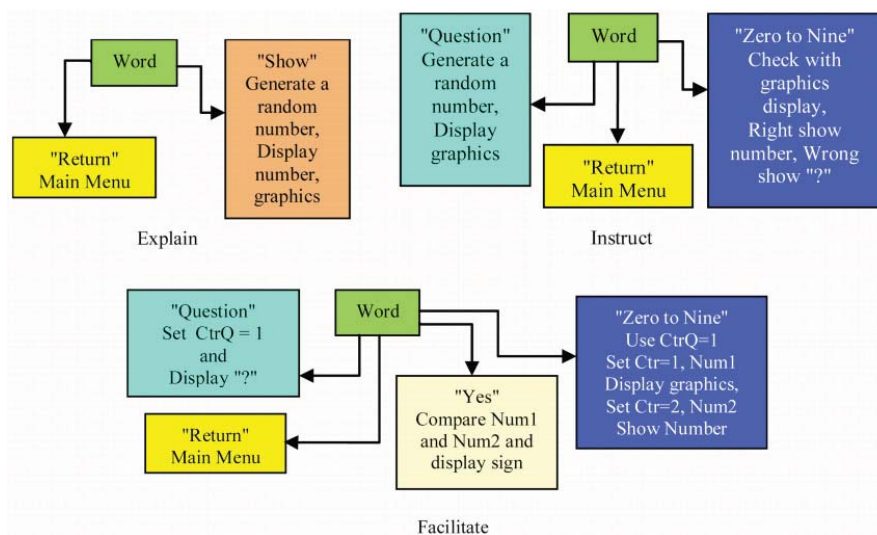 Word
"Show"
Generate a
random
number,
Display
number,
graphics
"Return"
Main Menu
Explain
"Question"
Generate a
random
number,
Display
graphics
Word
"Return"
Main Menu
"Zero to Nine"
Check with
graphics
display,
Right show
number, Wrong
show "?"
Instruct
"Question"
Set CtrQ = 1
and
Display "?"
Word
"Return"
Main Menu
"Yes"
Compare Num1
and Num2 and
display sign
"Zero to Nine"
Use CtrQ=1
Set Ctr=1, Num1
Display graphics,
Set Ctr=2, Num2
Show Number
Facilitate